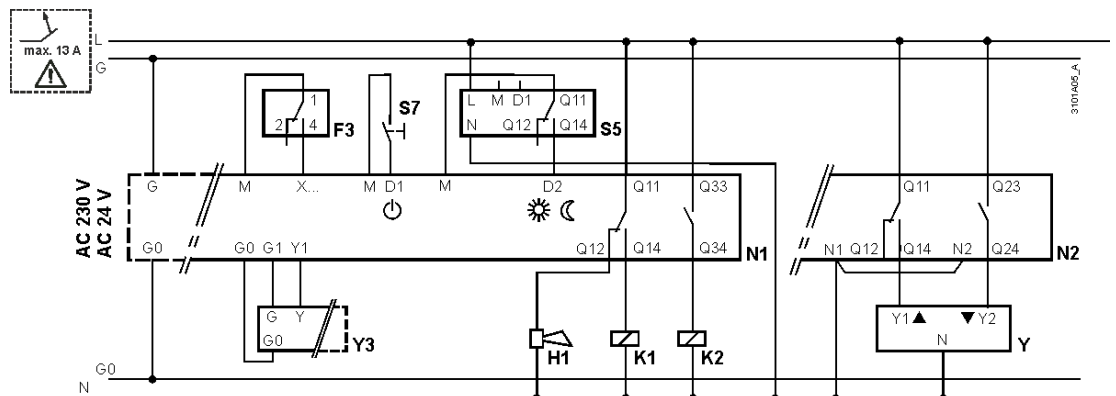 max. 13 A
L
G
3101A05_A
1
2 4
F3
S7
L M D1 Q11
N Q12 Q14
S5
AC 230 V
AC 24 V
G M X... M D1 M D2 Q11 Q33
G0 G0 G1 Y1 Q12 Q14 Q34
N1
Q11 Q23
N1 Q12 Q14 N2 Q24
N2
G Y
G0
Y3
H1
K1
K2
Y1 Y2
N
Y
G0
N